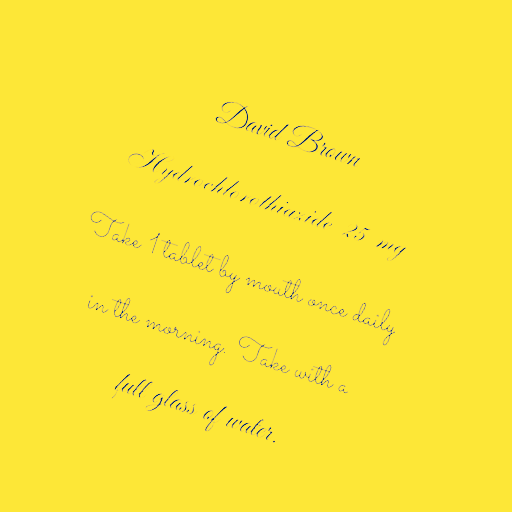 David Brown
Hydrochlorothiazide 25 mg
Take 1 tablet by mouth once daily
in the morning. Take with a
full glass of water.